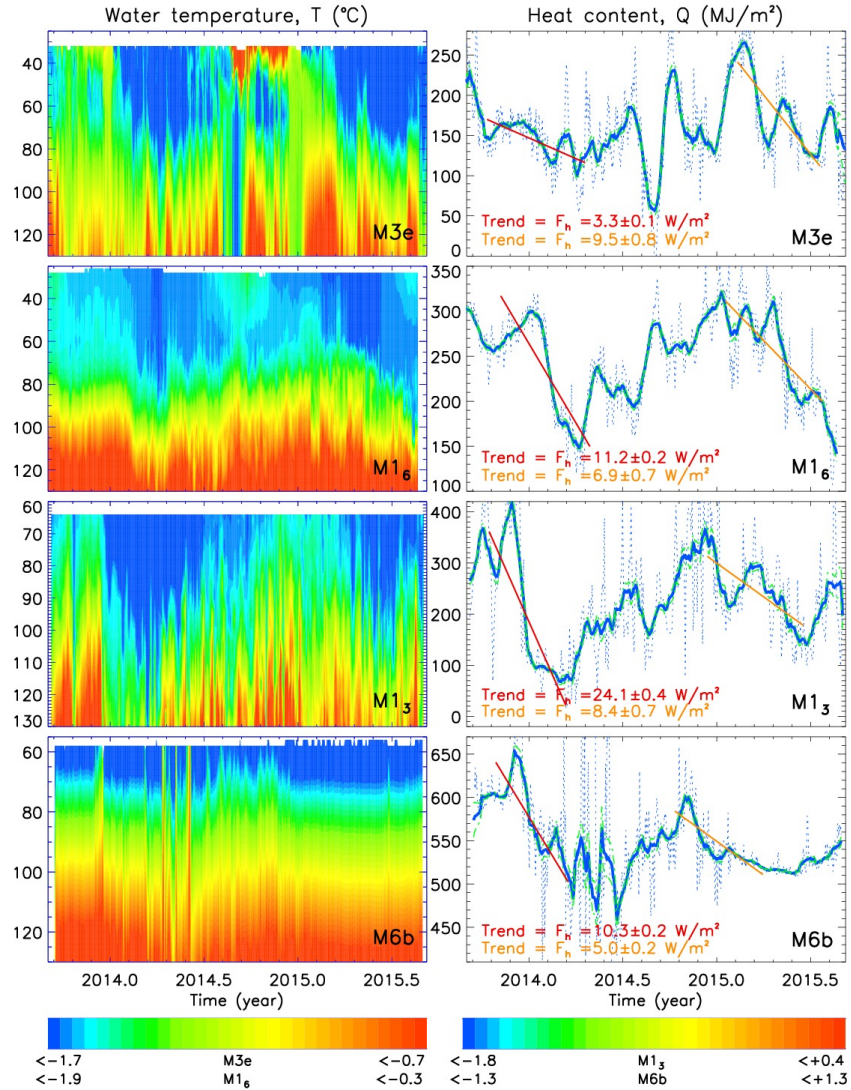 Water temperature, T (°C)
Heat content, Q (MJ/m²)
40
60
80
100
120
M3e
250
200
150
100
50
0
Trend = F_h =3.3±0.1 W/m²
9.5±0.8 W/m²
M3e
40
60
80
100
120
M1₆
350
300
250
200
150
100
Trend = F_h =11.2±0.2 W/m²
Trend = F_h =6.9±0.7 W/m²
M1₆
60
70
80
90
100
110
120
130
M1₃
400
300
200
100
0
Trend = F_h =24.1±0.4 W/m²
Trend = F_h =8.4±0.7 W/m²
M1₃
60
80
100
120
M6b
650
600
550
500
450
Trend = F_h =10.3±0.2 W/m²
Trend = F_h =5.0±0.2 W/m²
M6b
2014.0 2014.5 2015.0 2015.5
Time (year)
2014.0 2014.5 2015.0 2015.5
Time (year)
<−1.7 M3e <−0.7
<−1.9 M1₆ <−0.3
<−1.8 M1₃ <+0.4
<−1.3 M6b <+1.3